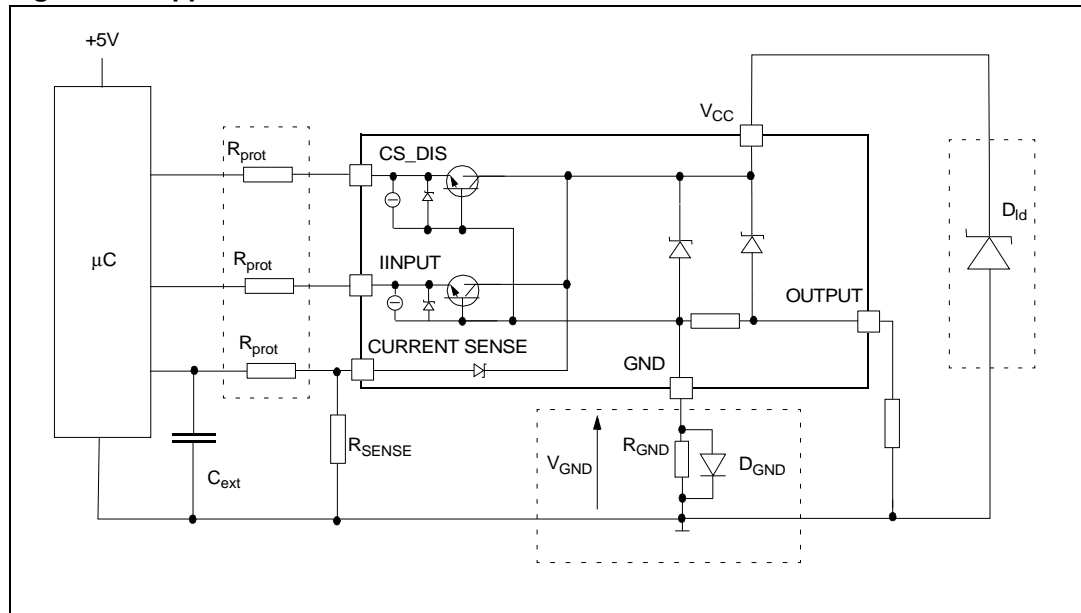 +5V
V_CC
R_prot
CS_DIS
D_ld
μC
R_prot
IINPUT
OUTPUT
R_prot
CURRENT SENSE
GND
R_SENSE
R_GND
V_GND
D_GND
C_ext